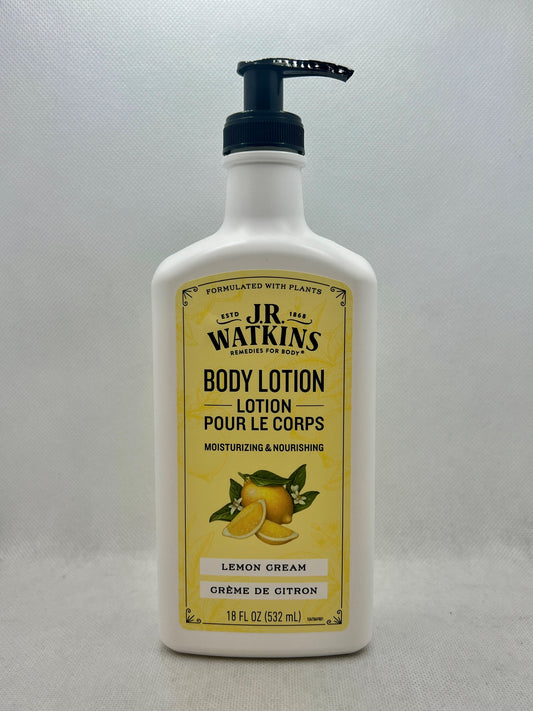 FORMULATED WITH PLANTS
ESTD J.R. 1868
WATKINS
REMEDIES FOR BODY®
BODY LOTION
LOTION
POUR LE CORPS
MOISTURIZING & NOURISHING
LEMON CREAM
CRÈME DE CITRON
18 FL OZ (532 mL)